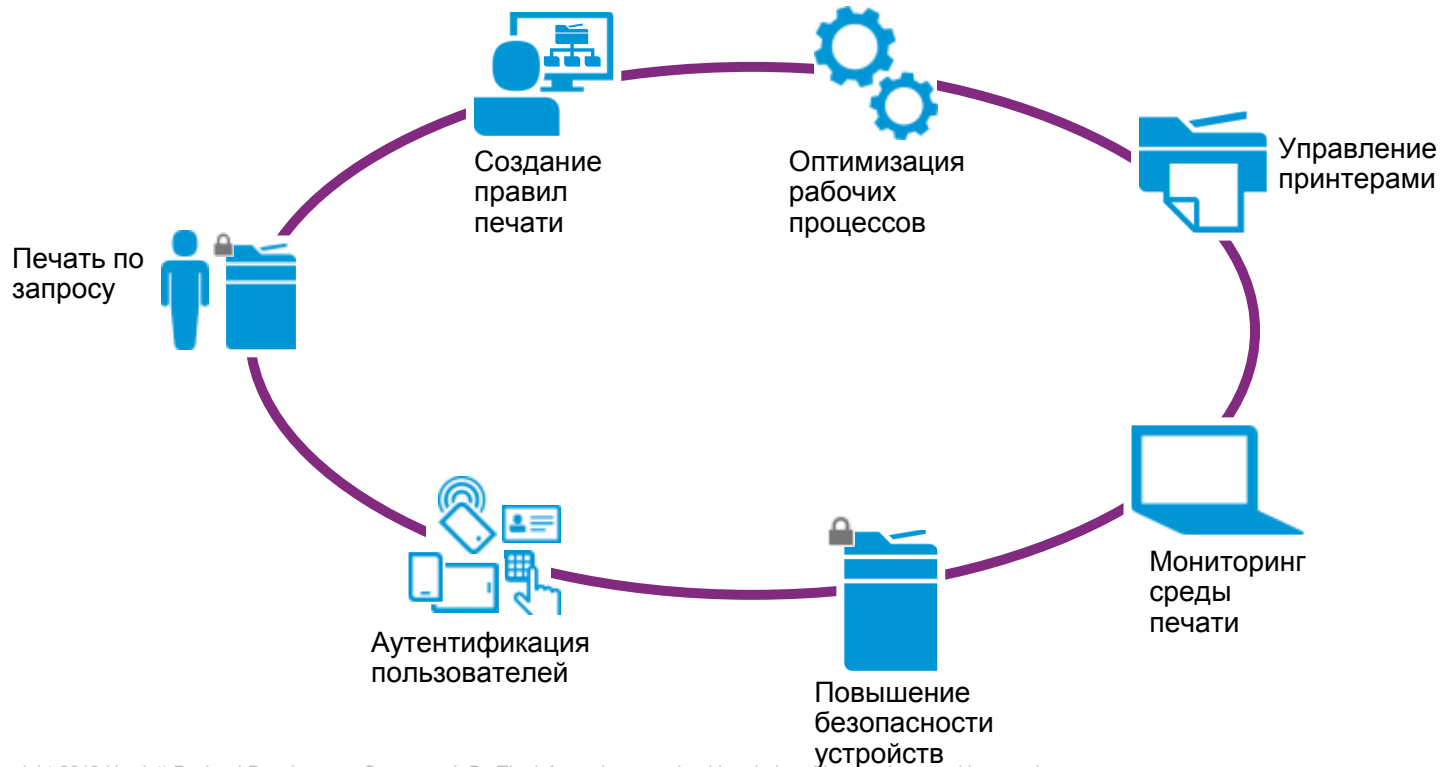 Создание
правил
печати
Оптимизация
рабочих
процессов
Управление
принтерами
Печать по
запросу
Мониторинг
среды
печати
Аутентификация
пользователей
Повышение
безопасности
устройств